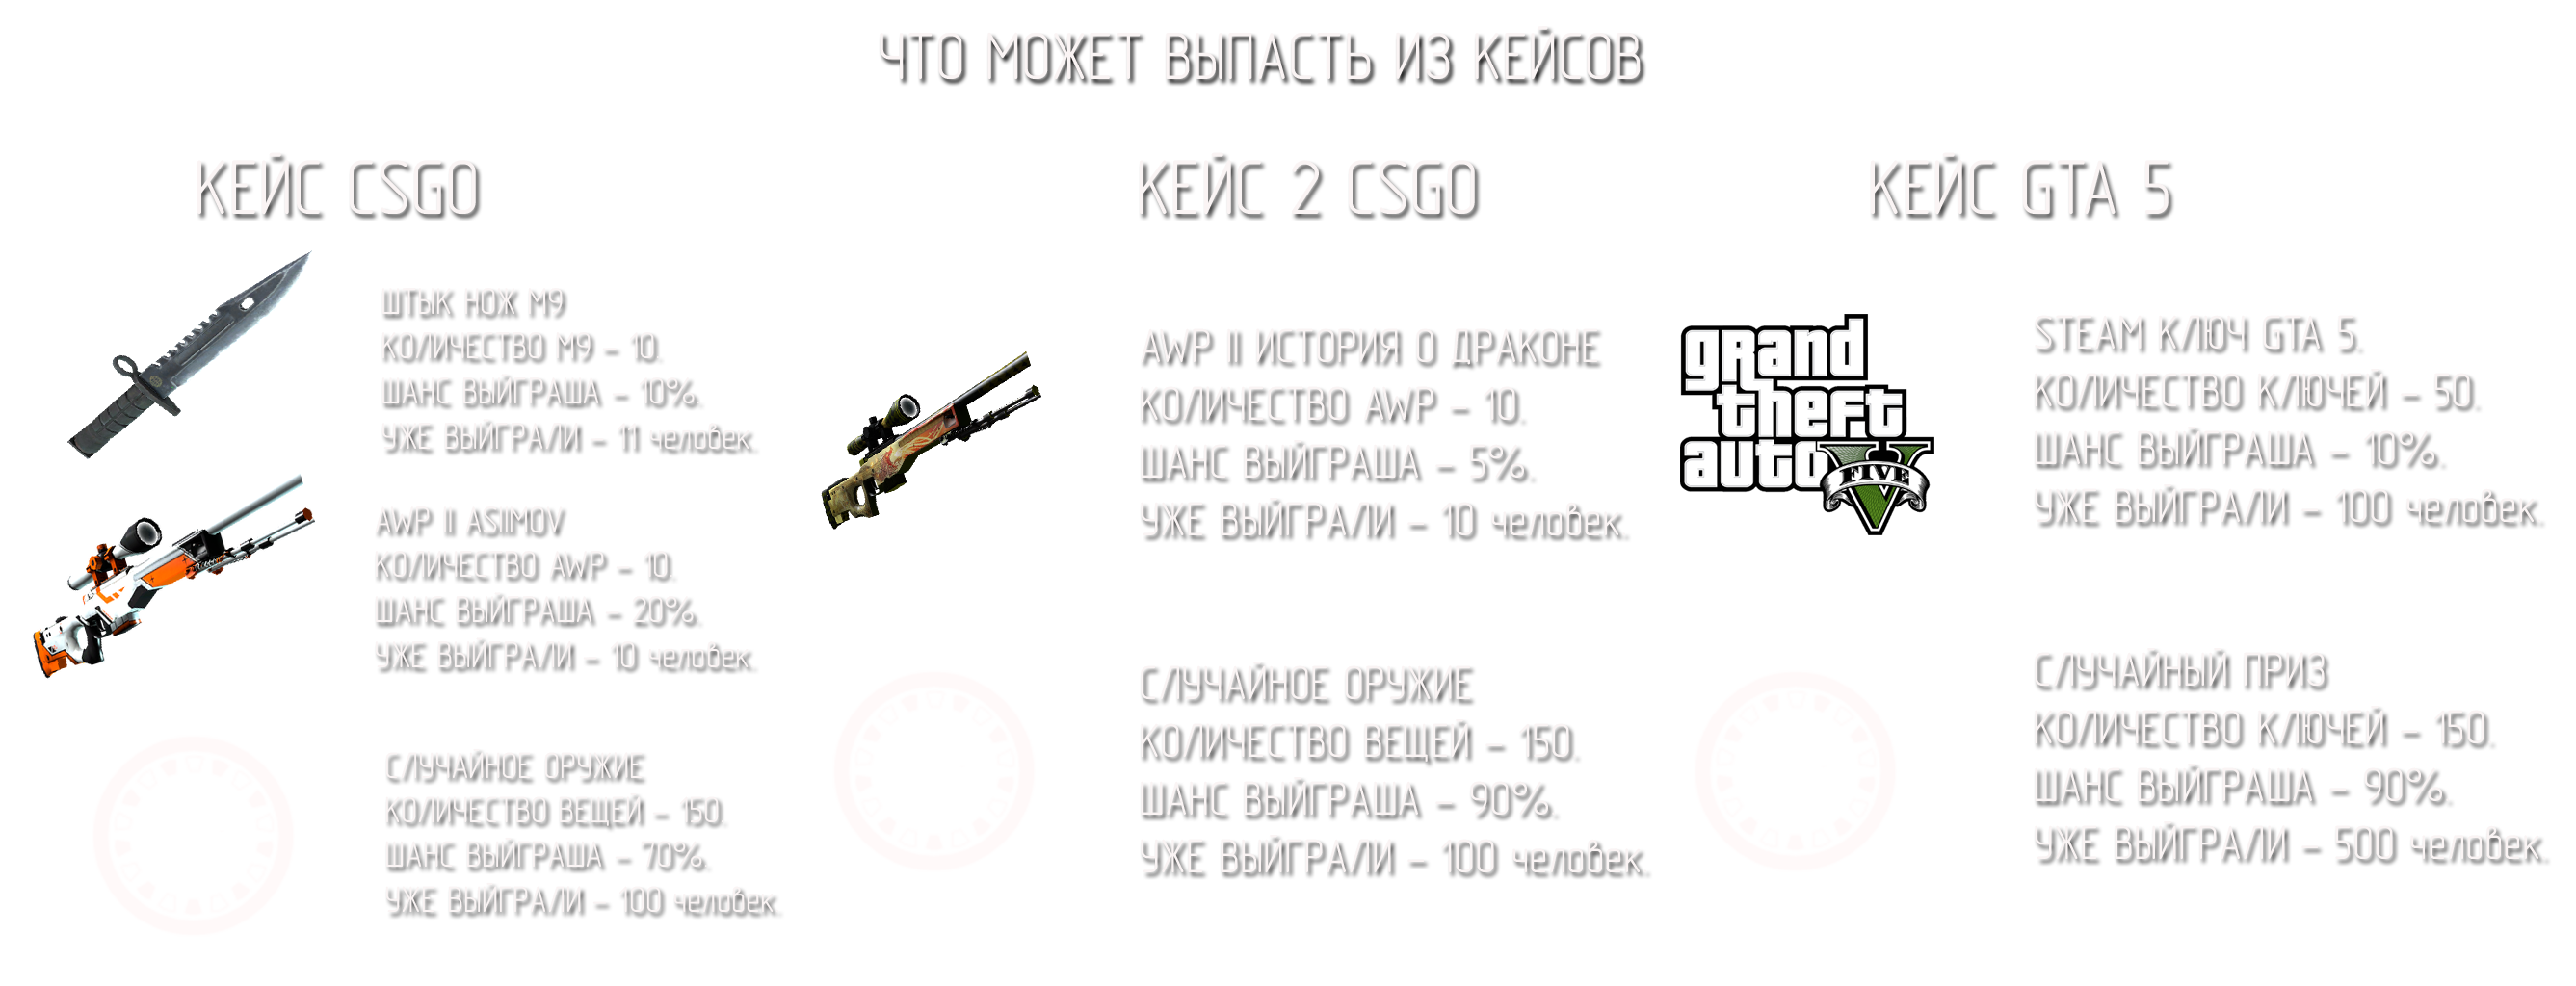 ЧТО МОЖЕТ ВЫПАСТЬ ИЗ КЕЙСОВ
КЕЙС CSGO
ШТЫК НОЖ М9
КОЛИЧЕСТВО М9 - 10.
ШАНС ВЫЙГРАША - 10%.
УЖЕ ВЫЙГРАЛИ - 11 человек.
AWP II ASIIMOV
КОЛИЧЕСТВО AWP - 10.
ШАНС ВЫЙГРАША - 20%.
УЖЕ ВЫЙГРАЛИ - 10 человек.
СЛУЧАЙНОЕ ОРУЖИЕ
КОЛИЧЕСТВО ВЕЩЕЙ - 150.
ШАНС ВЫЙГРАША - 70%.
УЖЕ ВЫЙГРАЛИ - 100 человек.
КЕЙС 2 CSGO
AWP II ИСТОРИЯ О ДРАКОНЕ
КОЛИЧЕСТВО AWP - 10.
ШАНС ВЫЙГРАША - 5%.
УЖЕ ВЫЙГРАЛИ - 10 человек.
СЛУЧАЙНОЕ ОРУЖИЕ
КОЛИЧЕСТВО ВЕЩЕЙ - 150.
ШАНС ВЫЙГРАША - 90%.
УЖЕ ВЫЙГРАЛИ - 100 человек.
КЕЙС GTA 5
grand
theft
auto V
FIVE
STEAM КЛЮЧ GTA 5.
КОЛИЧЕСТВО КЛЮЧЕЙ - 50.
ШАНС ВЫЙГРАША - 10%.
УЖЕ ВЫЙГРАЛИ - 100 человек.
СЛУЧАЙНЫЙ ПРИЗ
КОЛИЧЕСТВО КЛЮЧЕЙ - 150.
ШАНС ВЫЙГРАША - 90%.
УЖЕ ВЫЙГРАЛИ - 500 человек.